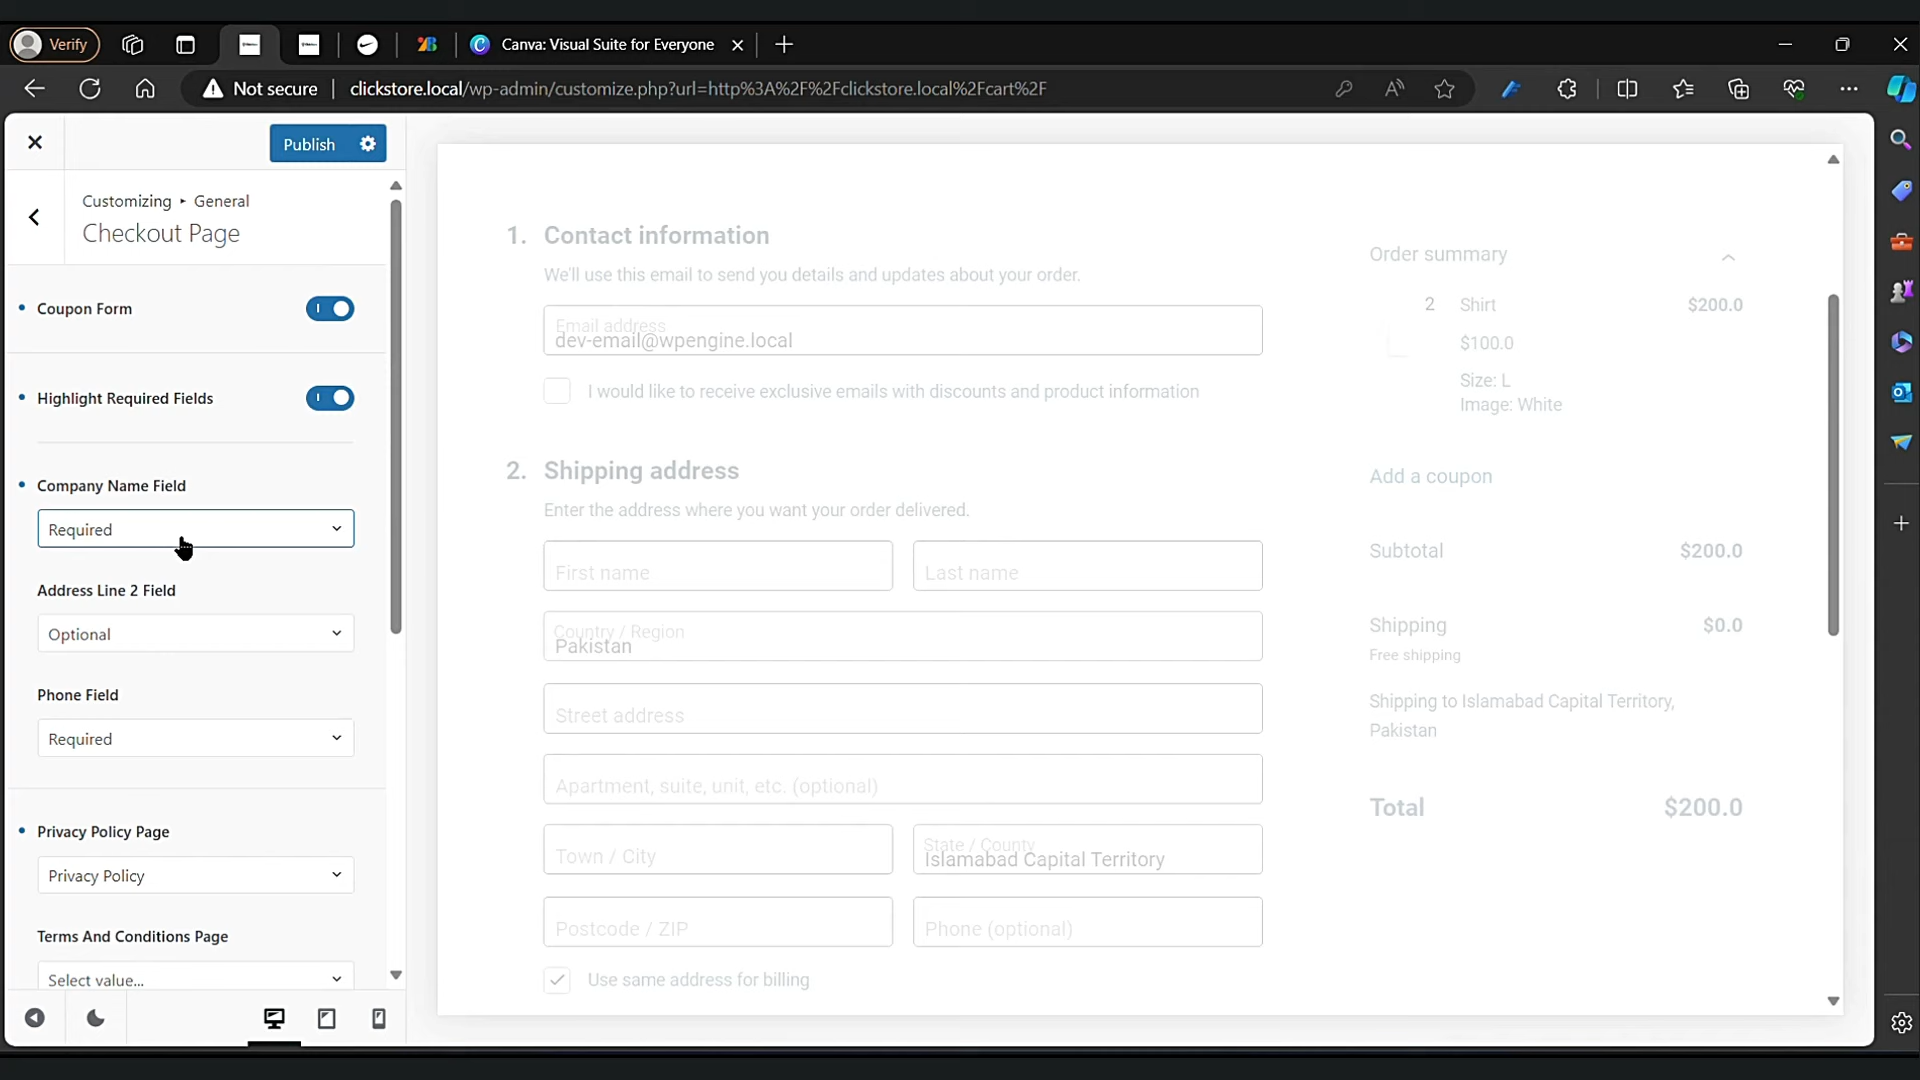 Verify
Canva: Visual Suite for Everyone
Not secure
clickstore.local/wp-admin/customize.php?url=http%3A%2F%2Fclickstore.local%2Fcart%2F
Publish
Customizing ▸ General
Checkout Page
Coupon Form
Highlight Required Fields
Company Name Field
Required
Address Line 2 Field
Optional
Phone Field
Required
Privacy Policy Page
Privacy Policy
Terms And Conditions Page
Select value...
1. Contact information
We'll use this email to send you details and updates about your order.
Email address
dev-email@wpengine.local
I would like to receive exclusive emails with discounts and product information
2. Shipping address
Enter the address where you want your order delivered.
First name
Last name
Country / Region
Pakistan
Street address
Apartment, suite, unit, etc. (optional)
Town / City
State / County
Islamabad Capital Territory
Postcode / ZIP
Phone (optional)
Use same address for billing
Order summary
2 Shirt $200.0
$100.0
Size: L
Image: White
Add a coupon
Subtotal $200.0
Shipping $0.0
Free shipping
Shipping to Islamabad Capital Territory,
Pakistan
Total $200.0